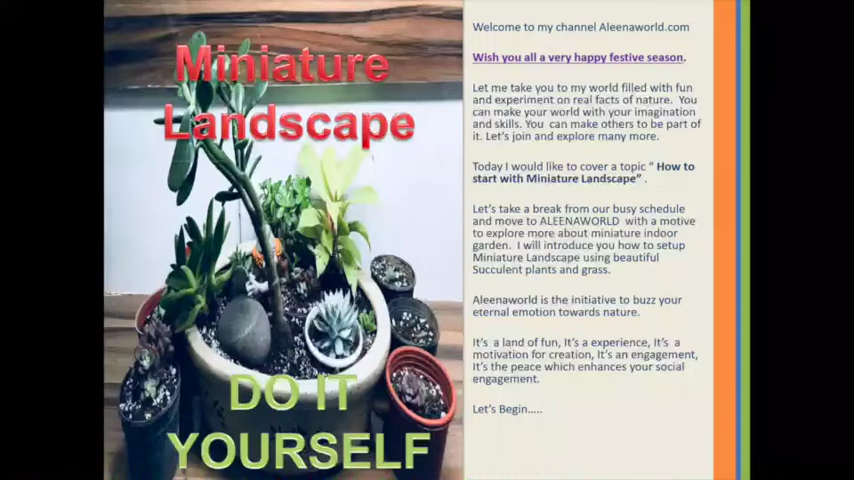 Miniature
Landscape
DO IT
YOURSELF
Welcome to my channel Aleenaworld.com
Wish you all a very happy festive season.
Let me take you to my world filled with fun
and experiment on real facts of nature. You
can make your world with your imagination
and skills. You can make others to be part of
it. Let's join and explore many more.
Today I would like to cover a topic " How to
start with Miniature Landscape" .
Let's take a break from our busy schedule
and move to ALEENAWORLD with a motive
to explore more about miniature indoor
garden. I will introduce you how to setup
Miniature Landscape using beautiful
Succulent plants and grass.
Aleenaworld is the initiative to buzz your
eternal emotion towards nature.
It's a land of fun, It's a experience, It's a
motivation for creation, It's an engagement,
It's the peace which enhances your social
engagement.
Let's Begin.....